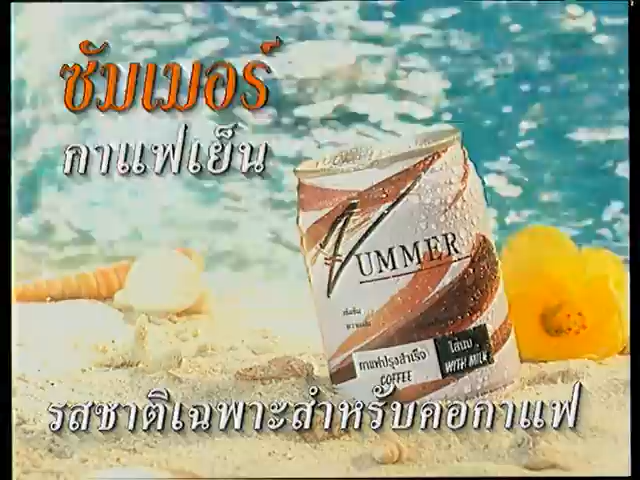 ซัมเมอร์
กาแฟเย็น
VUMMER
กาแฟปรุงสำเร็จ
COFFEE
ใส่นม
WITH MILK
รสชาติเฉพาะสำหรับคอกาแฟ